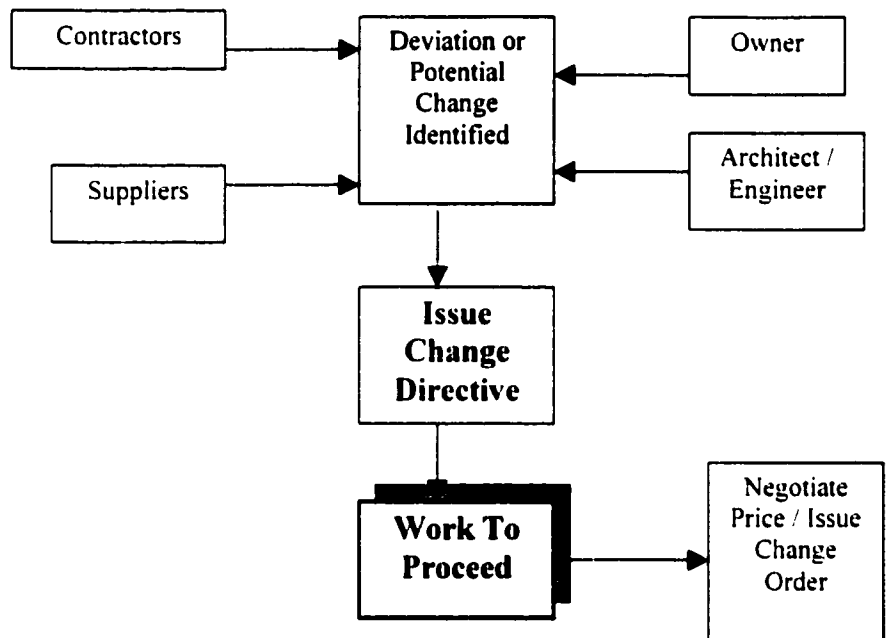 Contractors
Deviation or
Potential
Change
Identified
Owner
Suppliers
Architect /
Engineer
Issue
Change
Directive
Work To
Proceed
Negotiate
Price / Issue
Change
Order